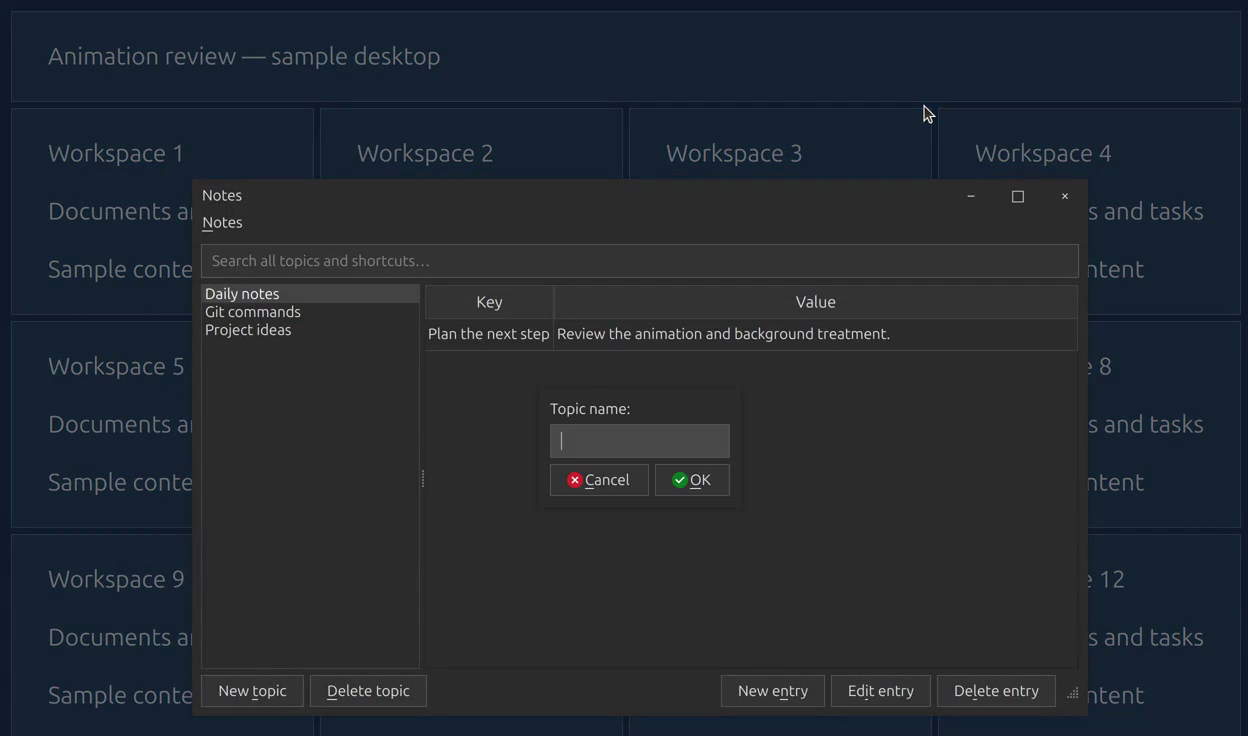 Animation review — sample desktop
Workspace 1
Workspace 2
Workspace 3
Workspace 4
Documents a
s and tasks
Sample conte
ntent
Notes
Notes
Search all topics and shortcuts...
Daily notes
Git commands
Project ideas
Key
Value
Plan the next step
Review the animation and background treatment.
Workspace 5
e 8
Documents a
s and tasks
Sample conte
ntent
Topic name:
Cancel
OK
Workspace 9
e 12
Documents a
s and tasks
Sample conte
ntent
New topic
Delete topic
New entry
Edit entry
Delete entry